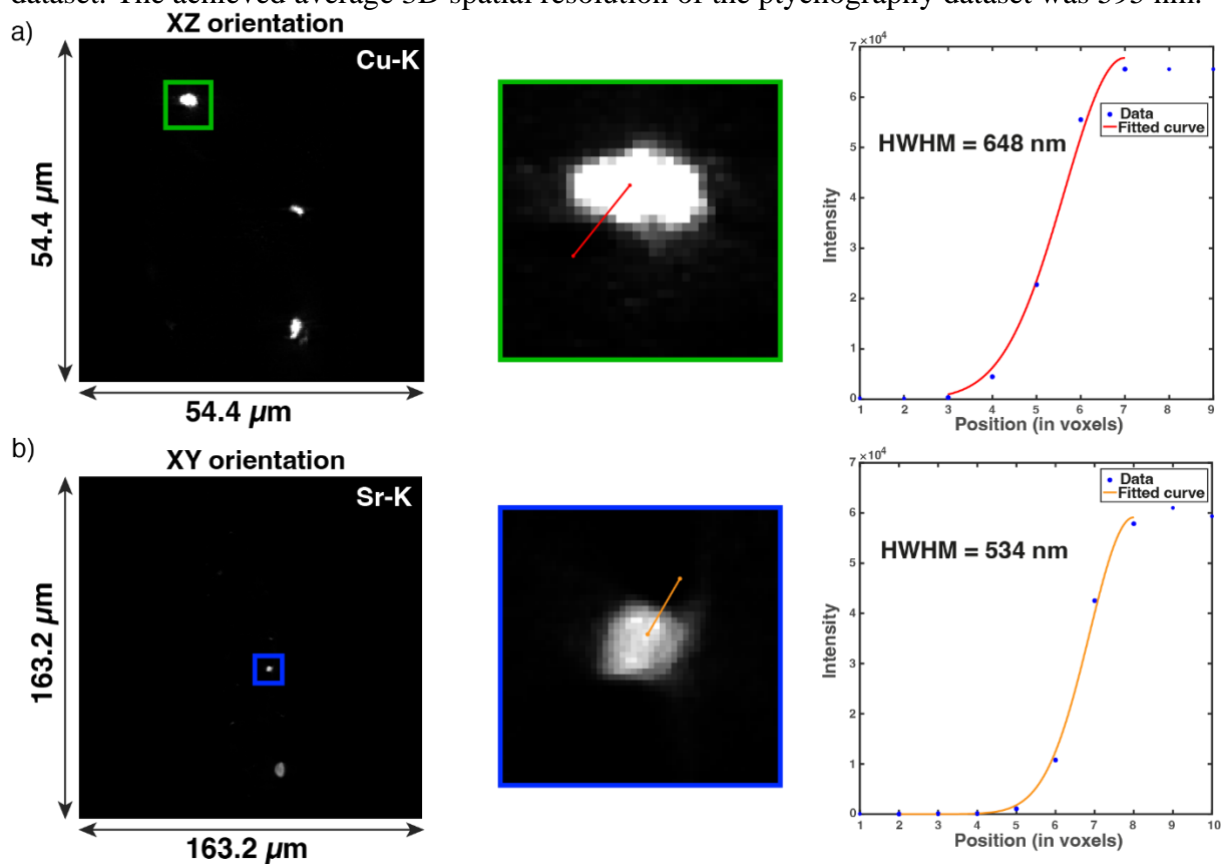 dataset. The achieved average 3D spatial resolution of the ptychography dataset was 595 nm.
a)
XZ orientation
Cu-K
54.4 µm
54.4 µm
×10⁴
7
6
5
4
3
2
1
0
Intensity
HWHM = 648 nm
Data
Fitted curve
1 2 3 4 5 6 7 8 9
Position (in voxels)
b)
XY orientation
Sr-K
163.2 µm
163.2 µm
×10⁴
7
6
5
4
3
2
1
0
Intensity
HWHM = 534 nm
Data
Fitted curve
1 2 3 4 5 6 7 8 9 10
Position (in voxels)